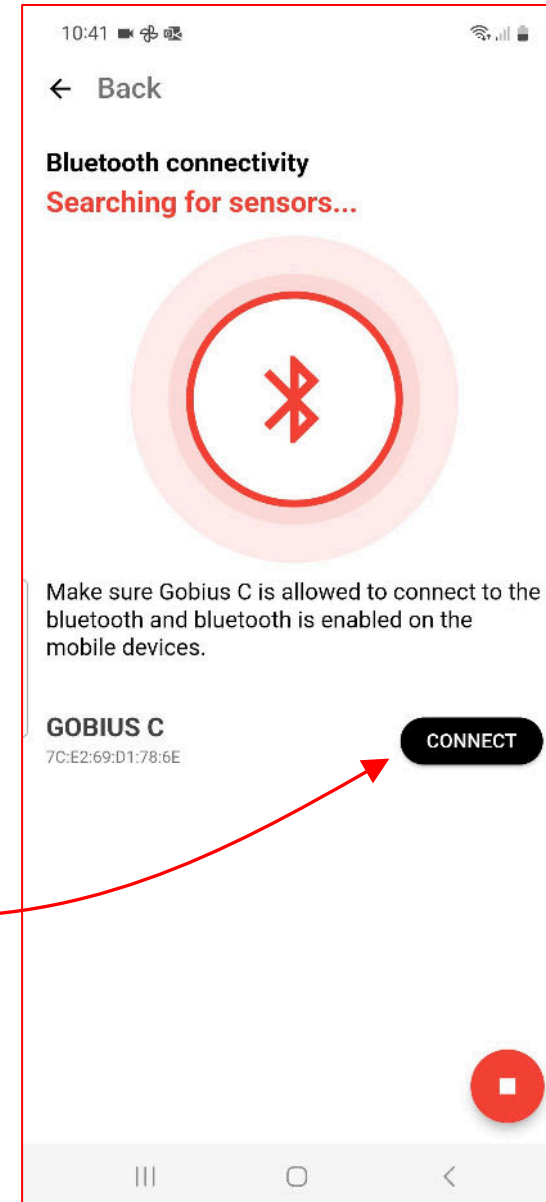 10:41
Back
Bluetooth connectivity
Searching for sensors...
Make sure Gobius C is allowed to connect to the
bluetooth and bluetooth is enabled on the
mobile devices.
GOBIUS C
CONNECT
7C:E2:69:D1:78:6E